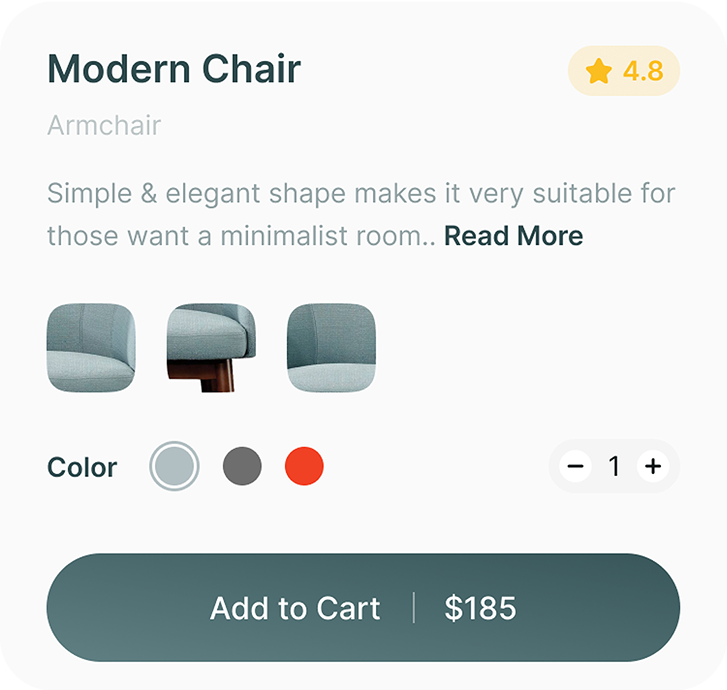 Modern Chair
4.8
Armchair
Simple & elegant shape makes it very suitable for
those want a minimalist room.. Read More
Color
1
Add to Cart | $185